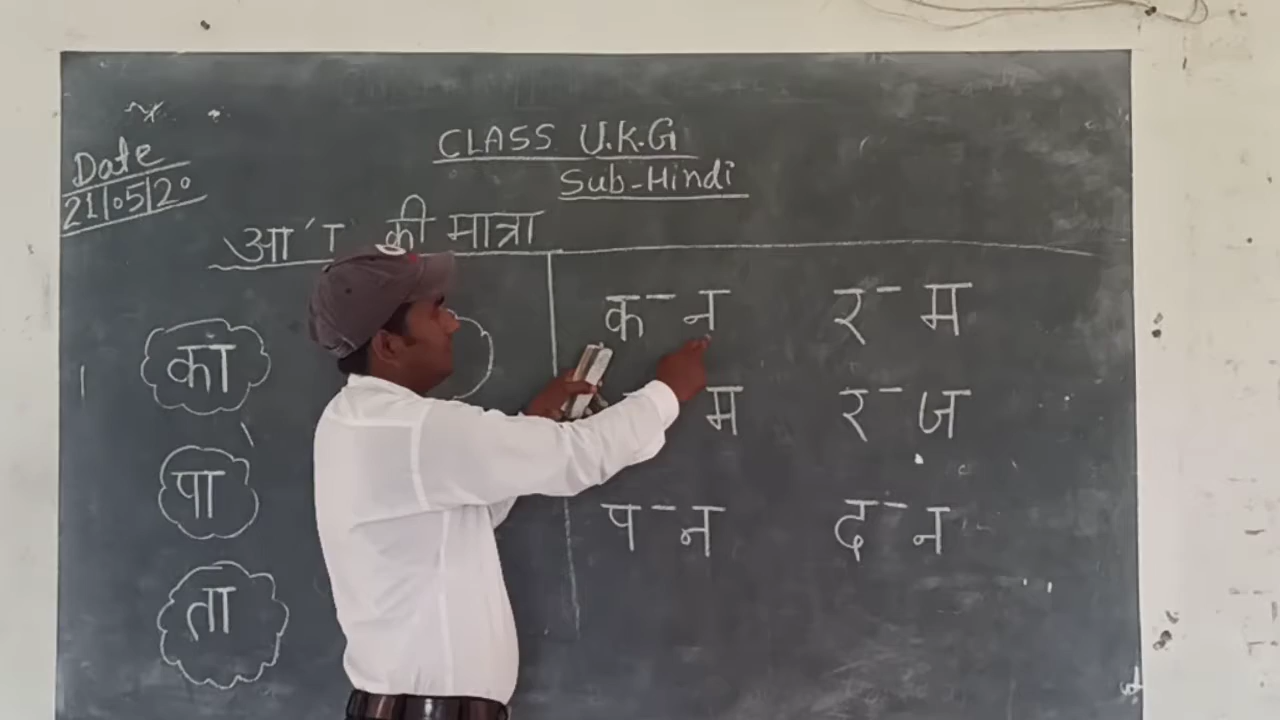 CLASS U.K.G
Date
Sub-Hindi
21/05/20
आ 'ा' की मात्रा
क - न र - म
का
म र - ज
पा
प - न द - न
ता